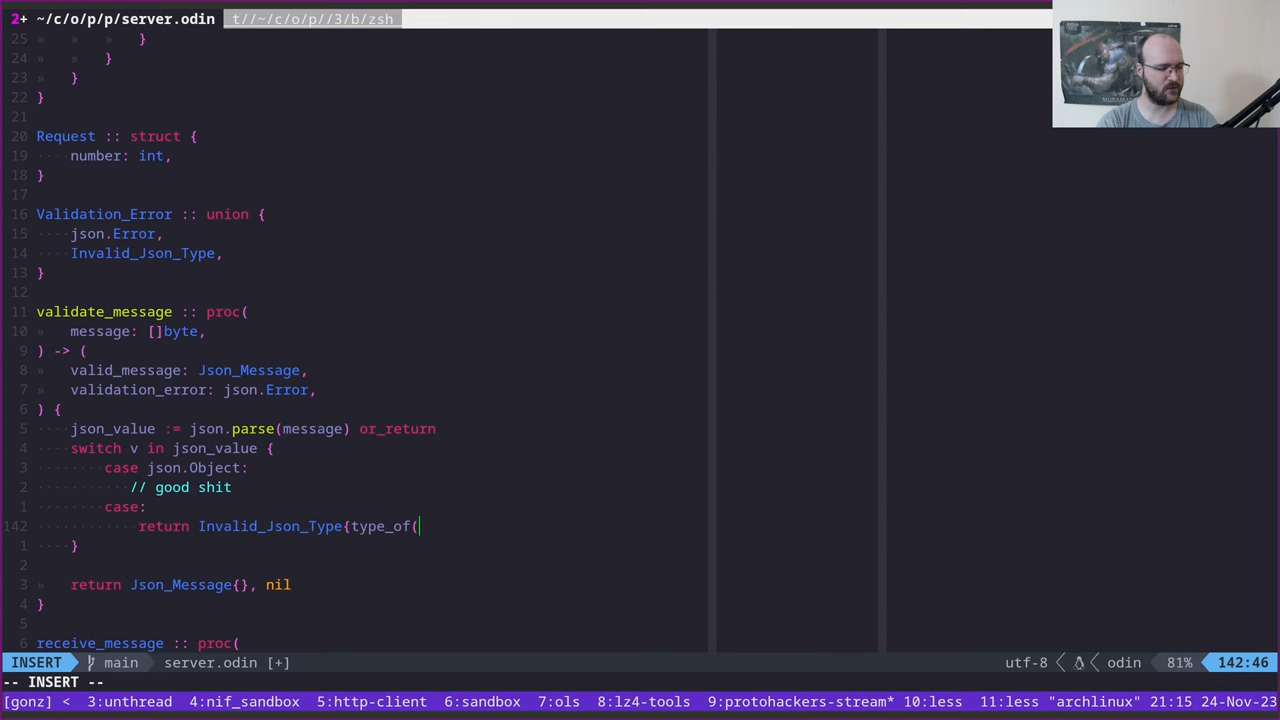 2+ ~/c/o/p/p/server.odin t//~/c/o/p//3/b/zsh
25 » » » }
24 » » }
23 » }
22 }
21
20 Request :: struct {
19 ····number: int,
18 }
17
16 Validation_Error :: union {
15 ····json.Error,
14 ····Invalid_Json_Type,
13 }
12
11 validate_message :: proc(
10 » message: []byte,
9 ) -> (
8 » valid_message: Json_Message,
7 » validation_error: json.Error,
6 ) {
5 ····json_value := json.parse(message) or_return
4 ····switch v in json_value {
3 ········case json.Object:
2 ···········// good shit
1 ········case:
142 ············return Invalid_Json_Type{type_of(
1 ····}
2
3 » return Json_Message{}, nil
4 }
5
6 receive_message :: proc(
INSERT main server.odin [+] utf-8 odin 81% 142:46
-- INSERT --
[gonz] < 3:unthread 4:nif_sandbox 5:http-client 6:sandbox 7:ols 8:lz4-tools 9:protohackers-stream* 10:less 11:less "archlinux" 21:15 24-Nov-23